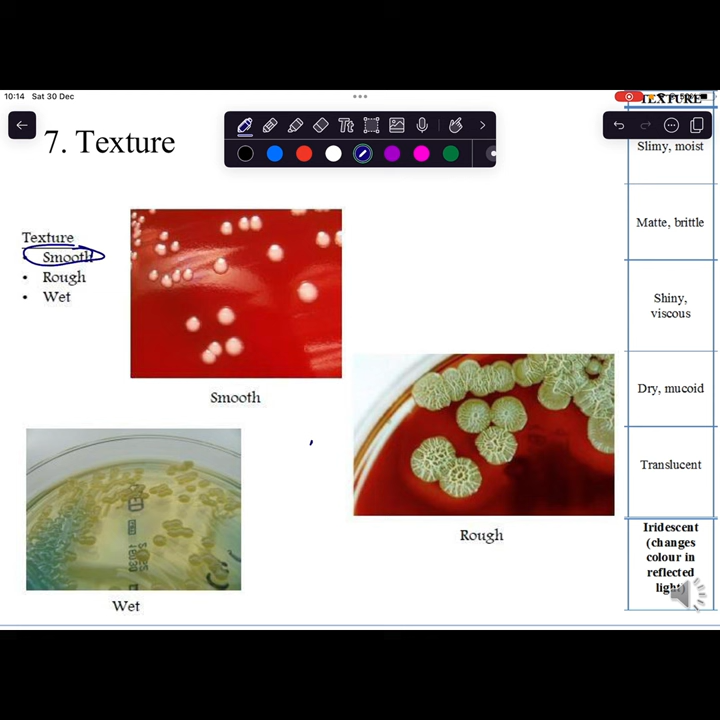 10:14 Sat 30 Dec
TEXTURE
7. Texture
Slimy, moist
Matte, brittle
Shiny,
viscous
Dry, mucoid
Translucent
Iridescent
(changes
colour in
reflected
light)
Texture
Smooth
• Rough
• Wet
Smooth
Rough
Wet